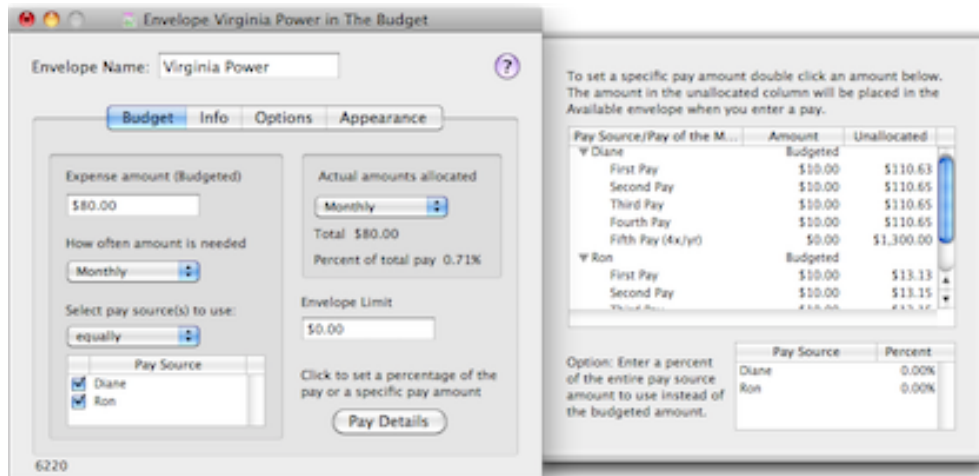 Envelope Virginia Power in The Budget
Envelope Name: Virginia Power
?
Budget Info Options Appearance
Expense amount (Budgeted)
$80.00
How often amount is needed
Monthly
Select pay source(s) to use:
equally
Pay Source
Diane
Ron
Actual amounts allocated
Monthly
Total $80.00
Percent of total pay 0.71%
Envelope Limit
$0.00
Click to set a percentage of the
pay or a specific pay amount
Pay Details
6220
To set a specific pay amount double click an amount below.
The amount in the unallocated column will be placed in the
Available envelope when you enter a pay.
Pay Source/Pay of the M... Amount Unallocated
Diane Budgeted
First Pay $10.00 $110.63
Second Pay $10.00 $110.65
Third Pay $10.00 $110.65
Fourth Pay $10.00 $110.65
Fifth Pay (4x/yr) $0.00 $1,300.00
Ron Budgeted
First Pay $10.00 $13.13
Second Pay $10.00 $13.15
Option: Enter a percent
of the entire pay source
amount to use instead of
the budgeted amount.
Pay Source Percent
Diane 0.00%
Ron 0.00%